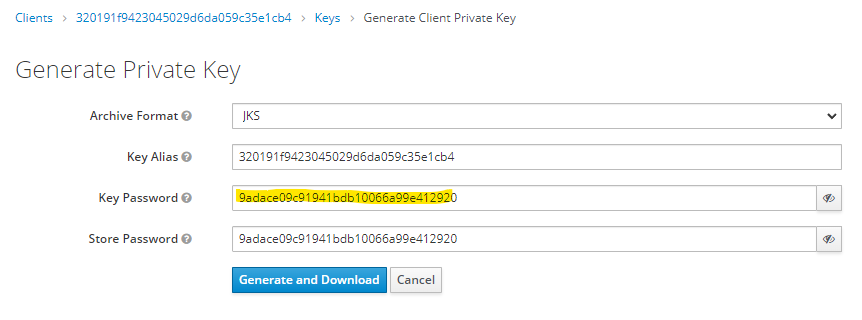 Clients > 320191f9423045029d6da059c35e1cb4 > Keys > Generate Client Private Key
Generate Private Key
Archive Format JKS
Key Alias 320191f9423045029d6da059c35e1cb4
Key Password 9adace09c91941bdb10066a99e412920
Store Password 9adace09c91941bdb10066a99e412920
Generate and Download Cancel